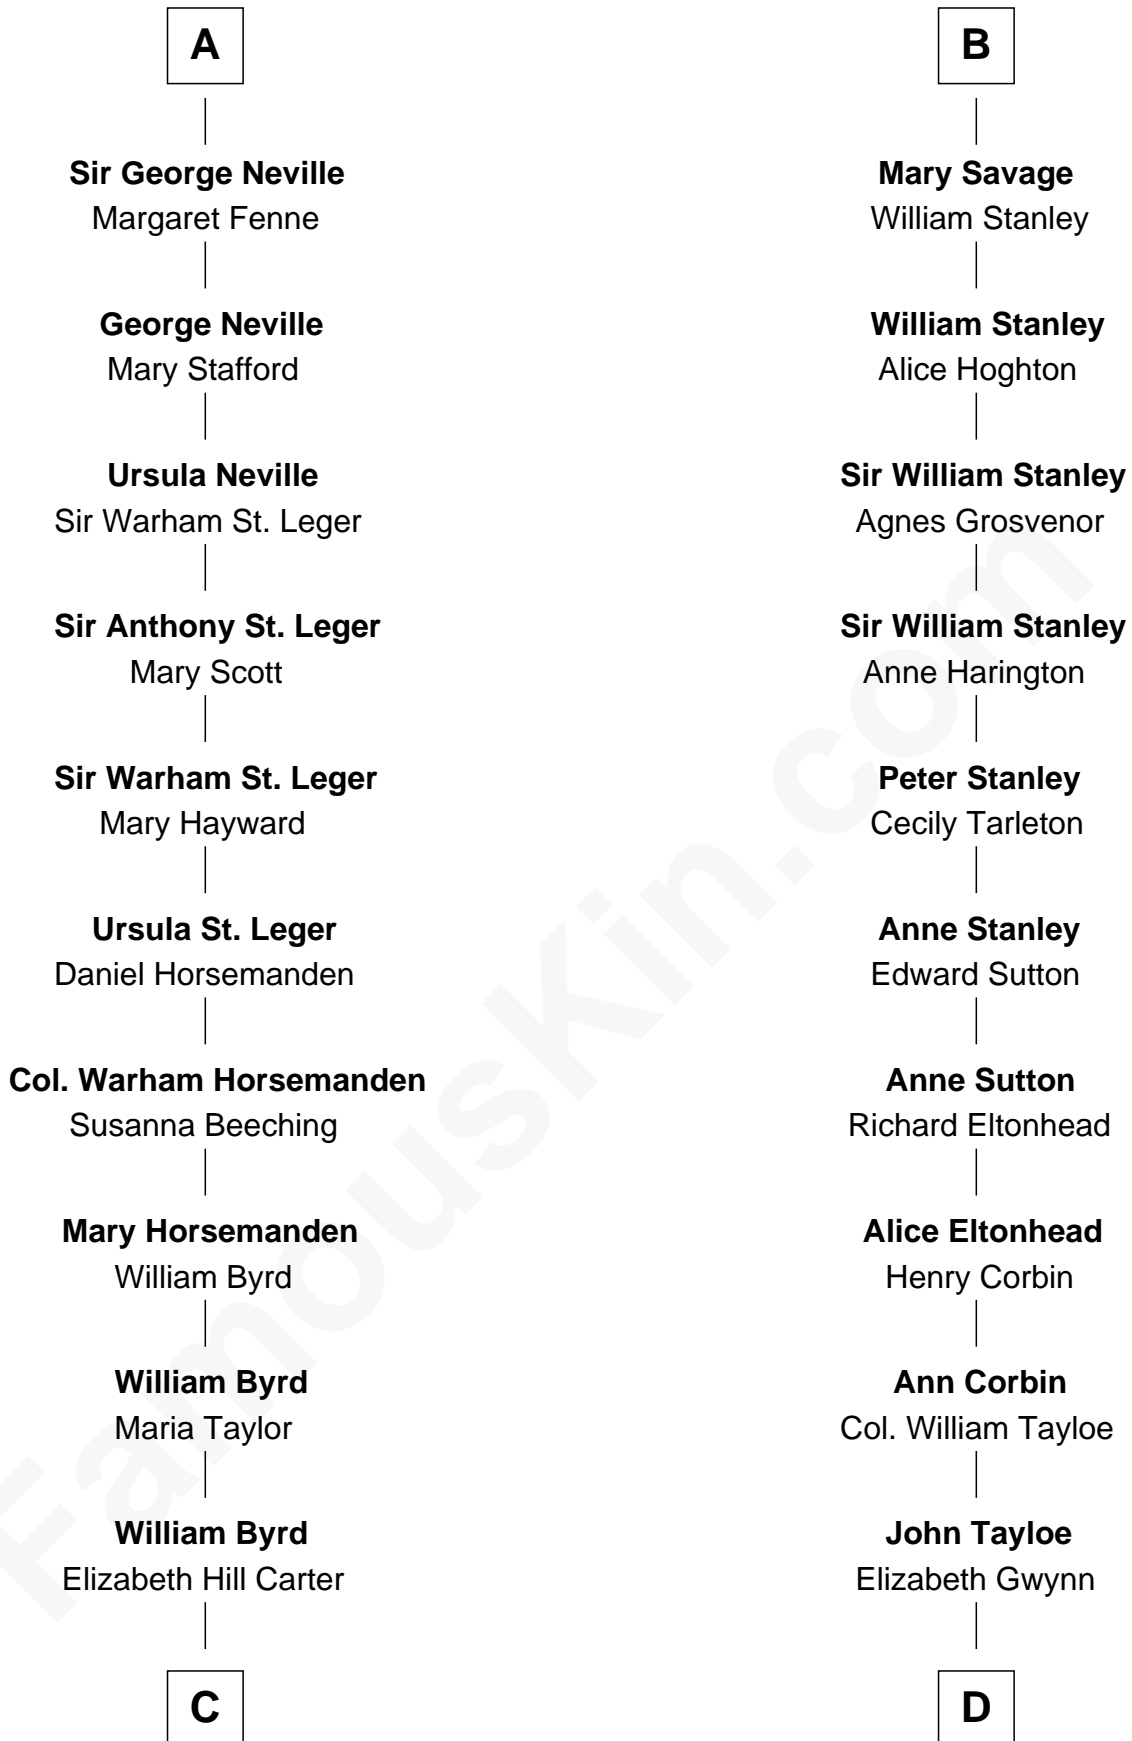 A
Sir George Neville
Margaret Fenne
George Neville
Mary Stafford
Ursula Neville
Sir Warham St. Leger
Sir Anthony St. Leger
Mary Scott
Sir Warham St. Leger
Mary Hayward
Ursula St. Leger
Daniel Horsemanden
Col. Warham Horsemanden
Susanna Beeching
Mary Horsemanden
William Byrd
William Byrd
Maria Taylor
William Byrd
Elizabeth Hill Carter
C
B
Mary Savage
William Stanley
William Stanley
Alice Hoghton
Sir William Stanley
Agnes Grosvenor
Sir William Stanley
Anne Harington
Peter Stanley
Cecily Tarleton
Anne Stanley
Edward Sutton
Anne Sutton
Richard Eltonhead
Alice Eltonhead
Henry Corbin
Ann Corbin
Col. William Tayloe
John Tayloe
Elizabeth Gwynn
D
FamousKin.com